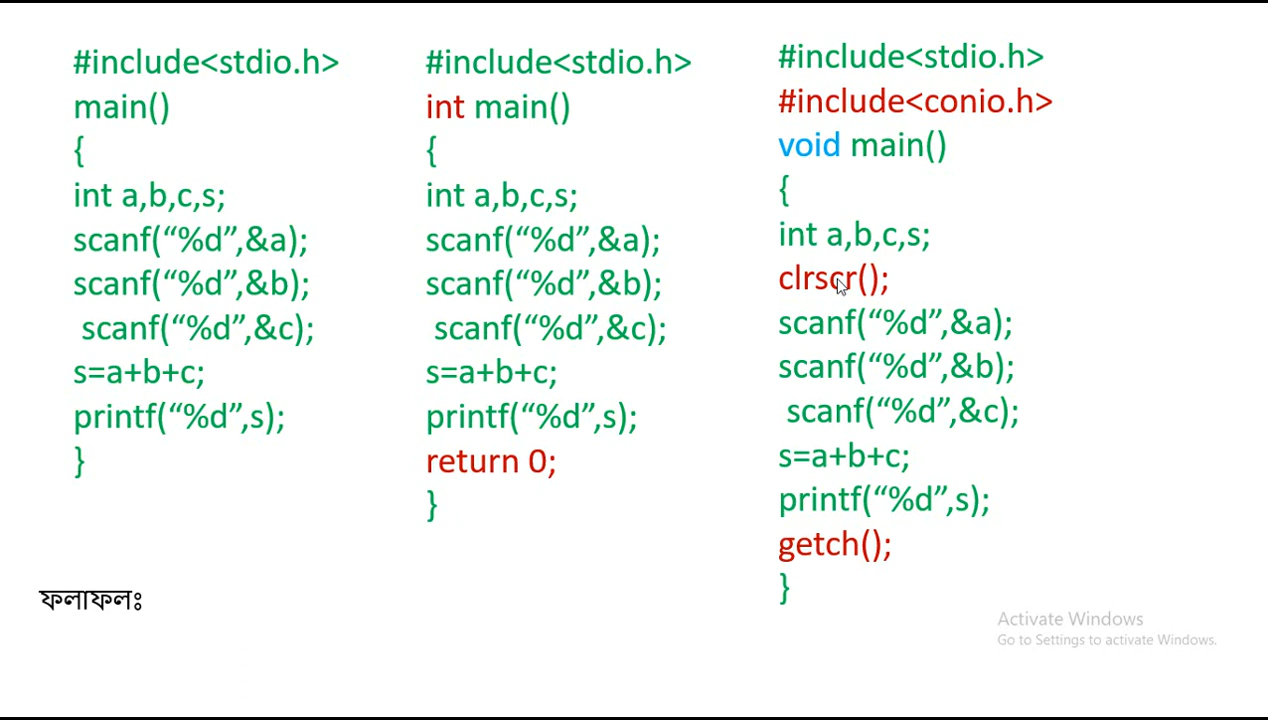 #include<stdio.h>
main()
{
int a,b,c,s;
scanf(“%d”,&a);
scanf(“%d”,&b);
scanf(“%d”,&c);
s=a+b+c;
printf(“%d”,s);
}
#include<stdio.h>
int main()
{
int a,b,c,s;
scanf(“%d”,&a);
scanf(“%d”,&b);
scanf(“%d”,&c);
s=a+b+c;
printf(“%d”,s);
return 0;
}
#include<stdio.h>
#include<conio.h>
void main()
{
int a,b,c,s;
clrscr();
scanf(“%d”,&a);
scanf(“%d”,&b);
scanf(“%d”,&c);
s=a+b+c;
printf(“%d”,s);
getch();
}
ফলাফলঃ
Activate Windows
Go to Settings to activate Windows.